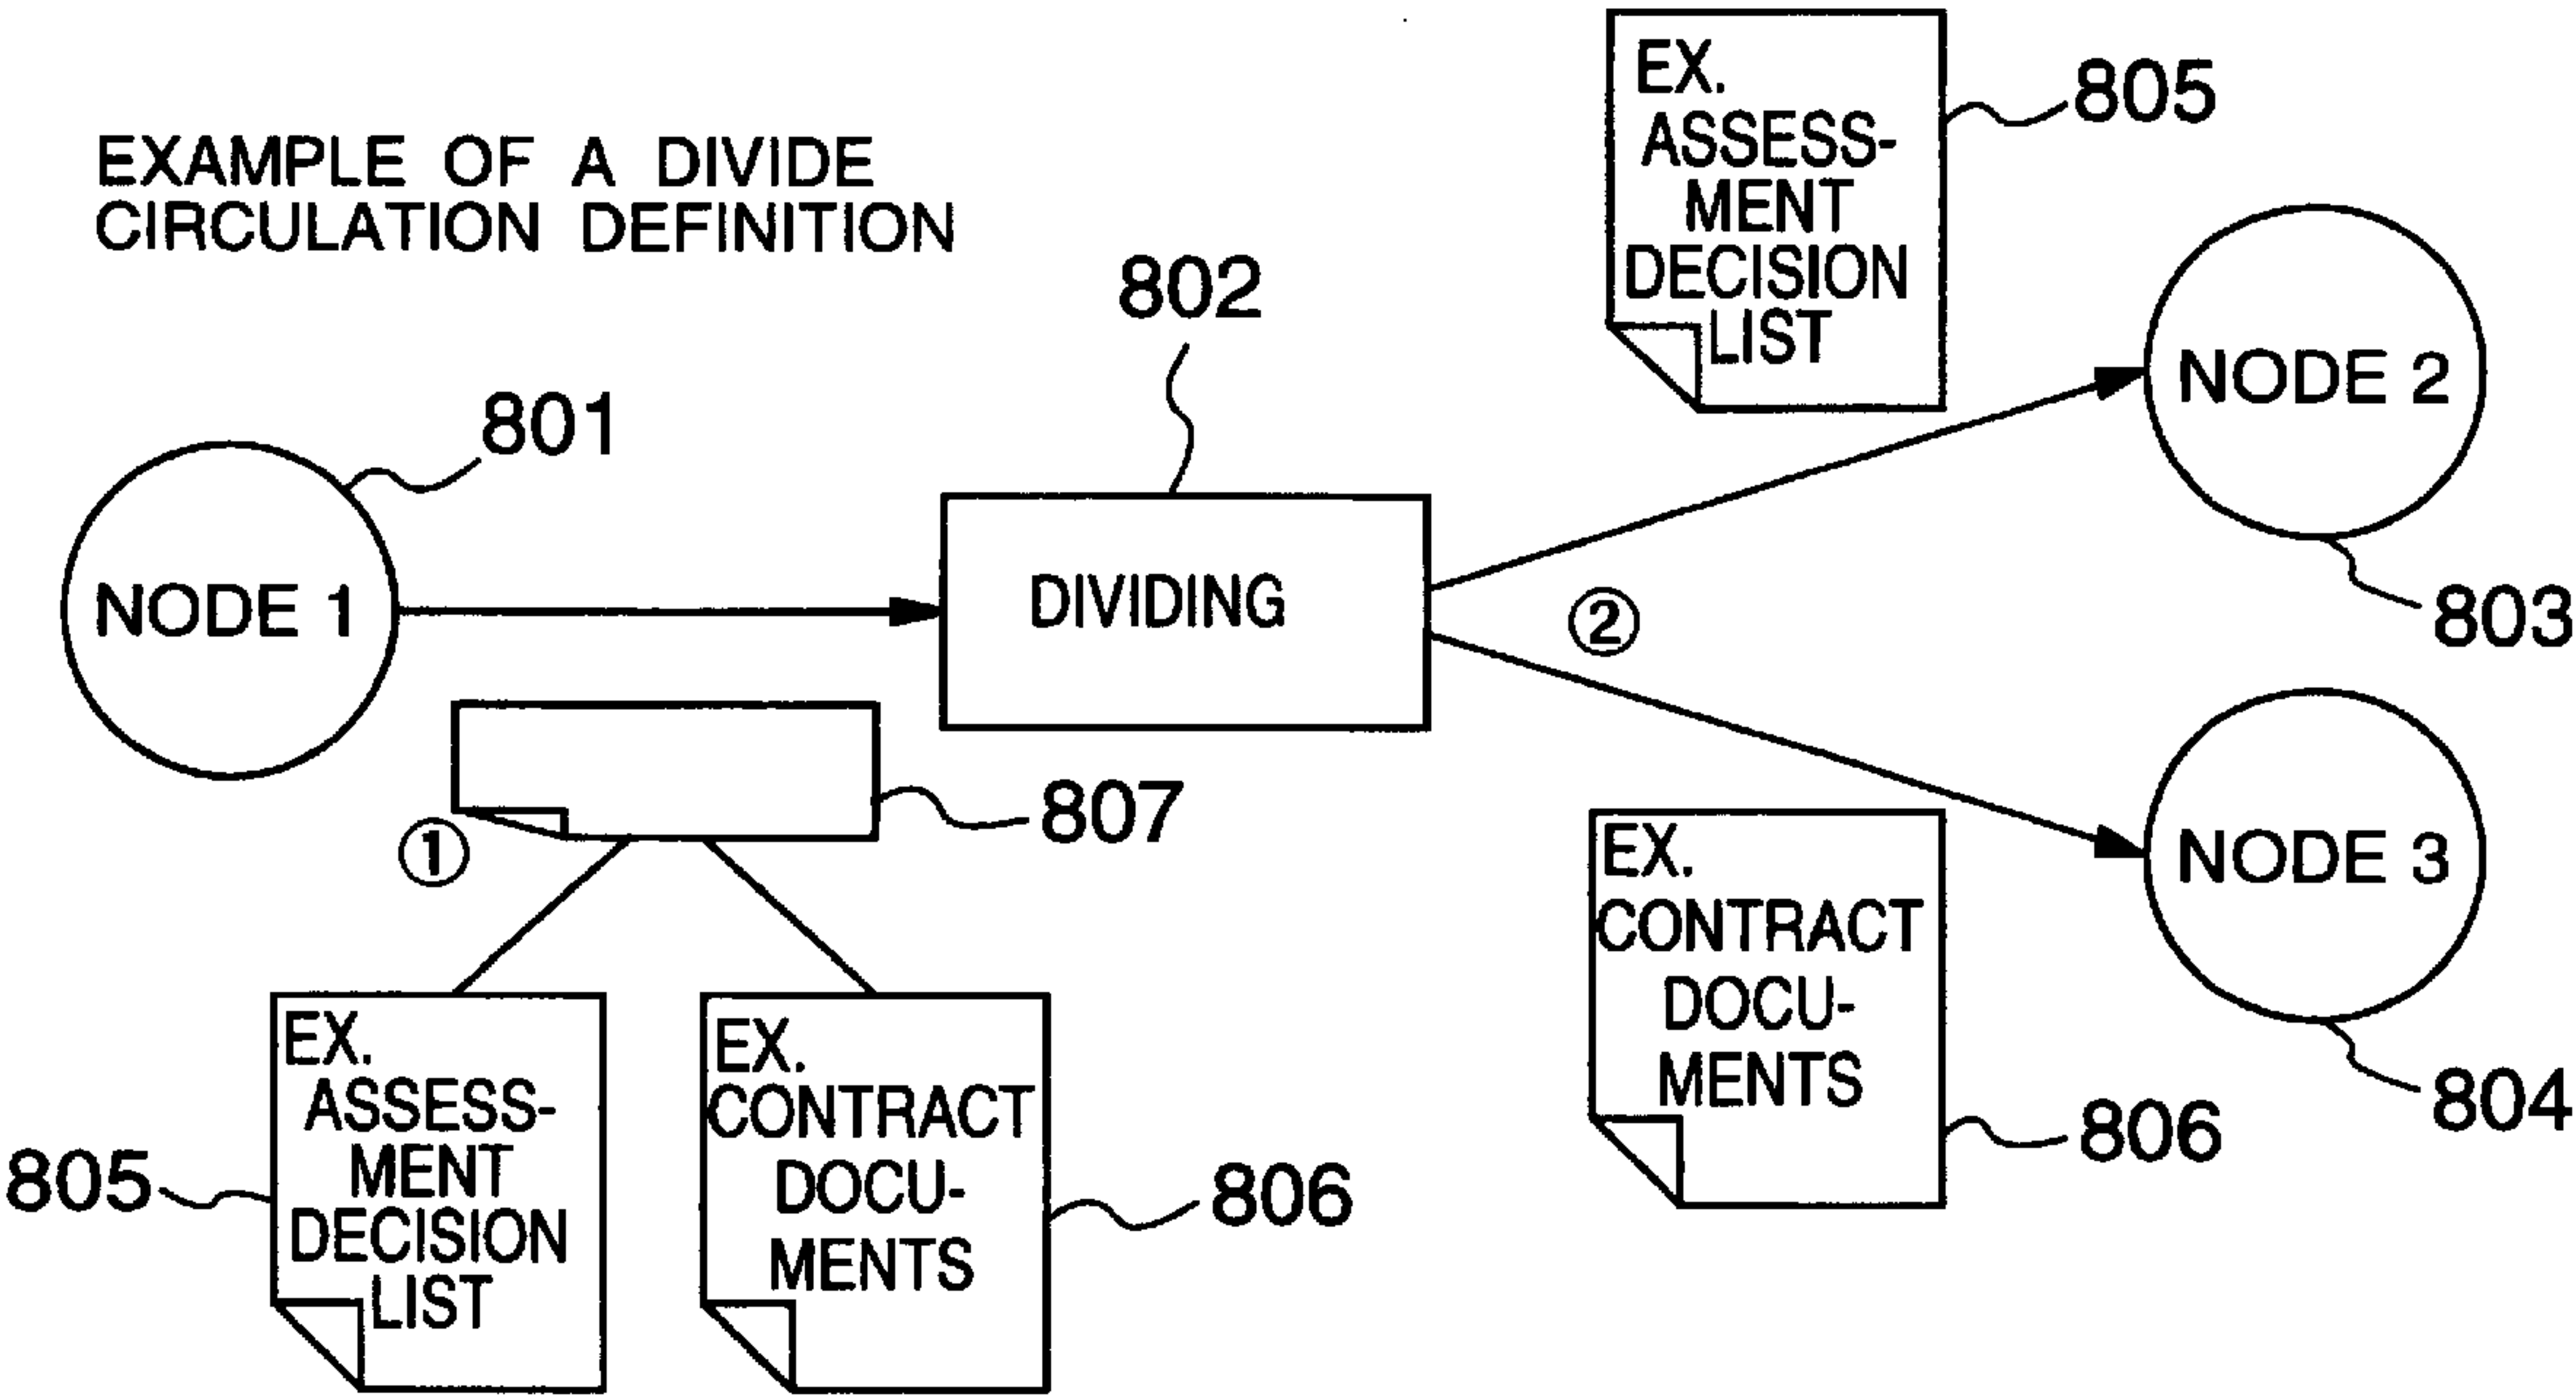 EXAMPLE OF A DIVIDE
CIRCULATION DEFINITION
801
NODE 1
802
DIVIDING
EX.
ASSESS-
MENT
DECISION
LIST
805
NODE 2
803
②
807
①
EX.
ASSESS-
MENT
DECISION
LIST
805
EX.
CONTRACT
DOCU-
MENTS
806
EX.
CONTRACT
DOCU-
MENTS
806
NODE 3
804